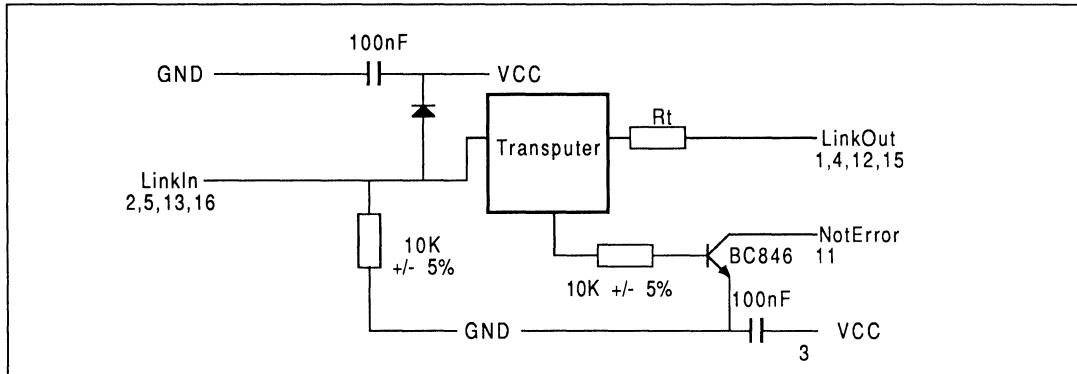 100nF
GND
VCC
Rt
Transputer
LinkOut
1,4,12,15
LinkIn
2,5,13,16
NotError
11
BC846
10K
+/- 5%
10K +/- 5%
100nF
GND
VCC
3